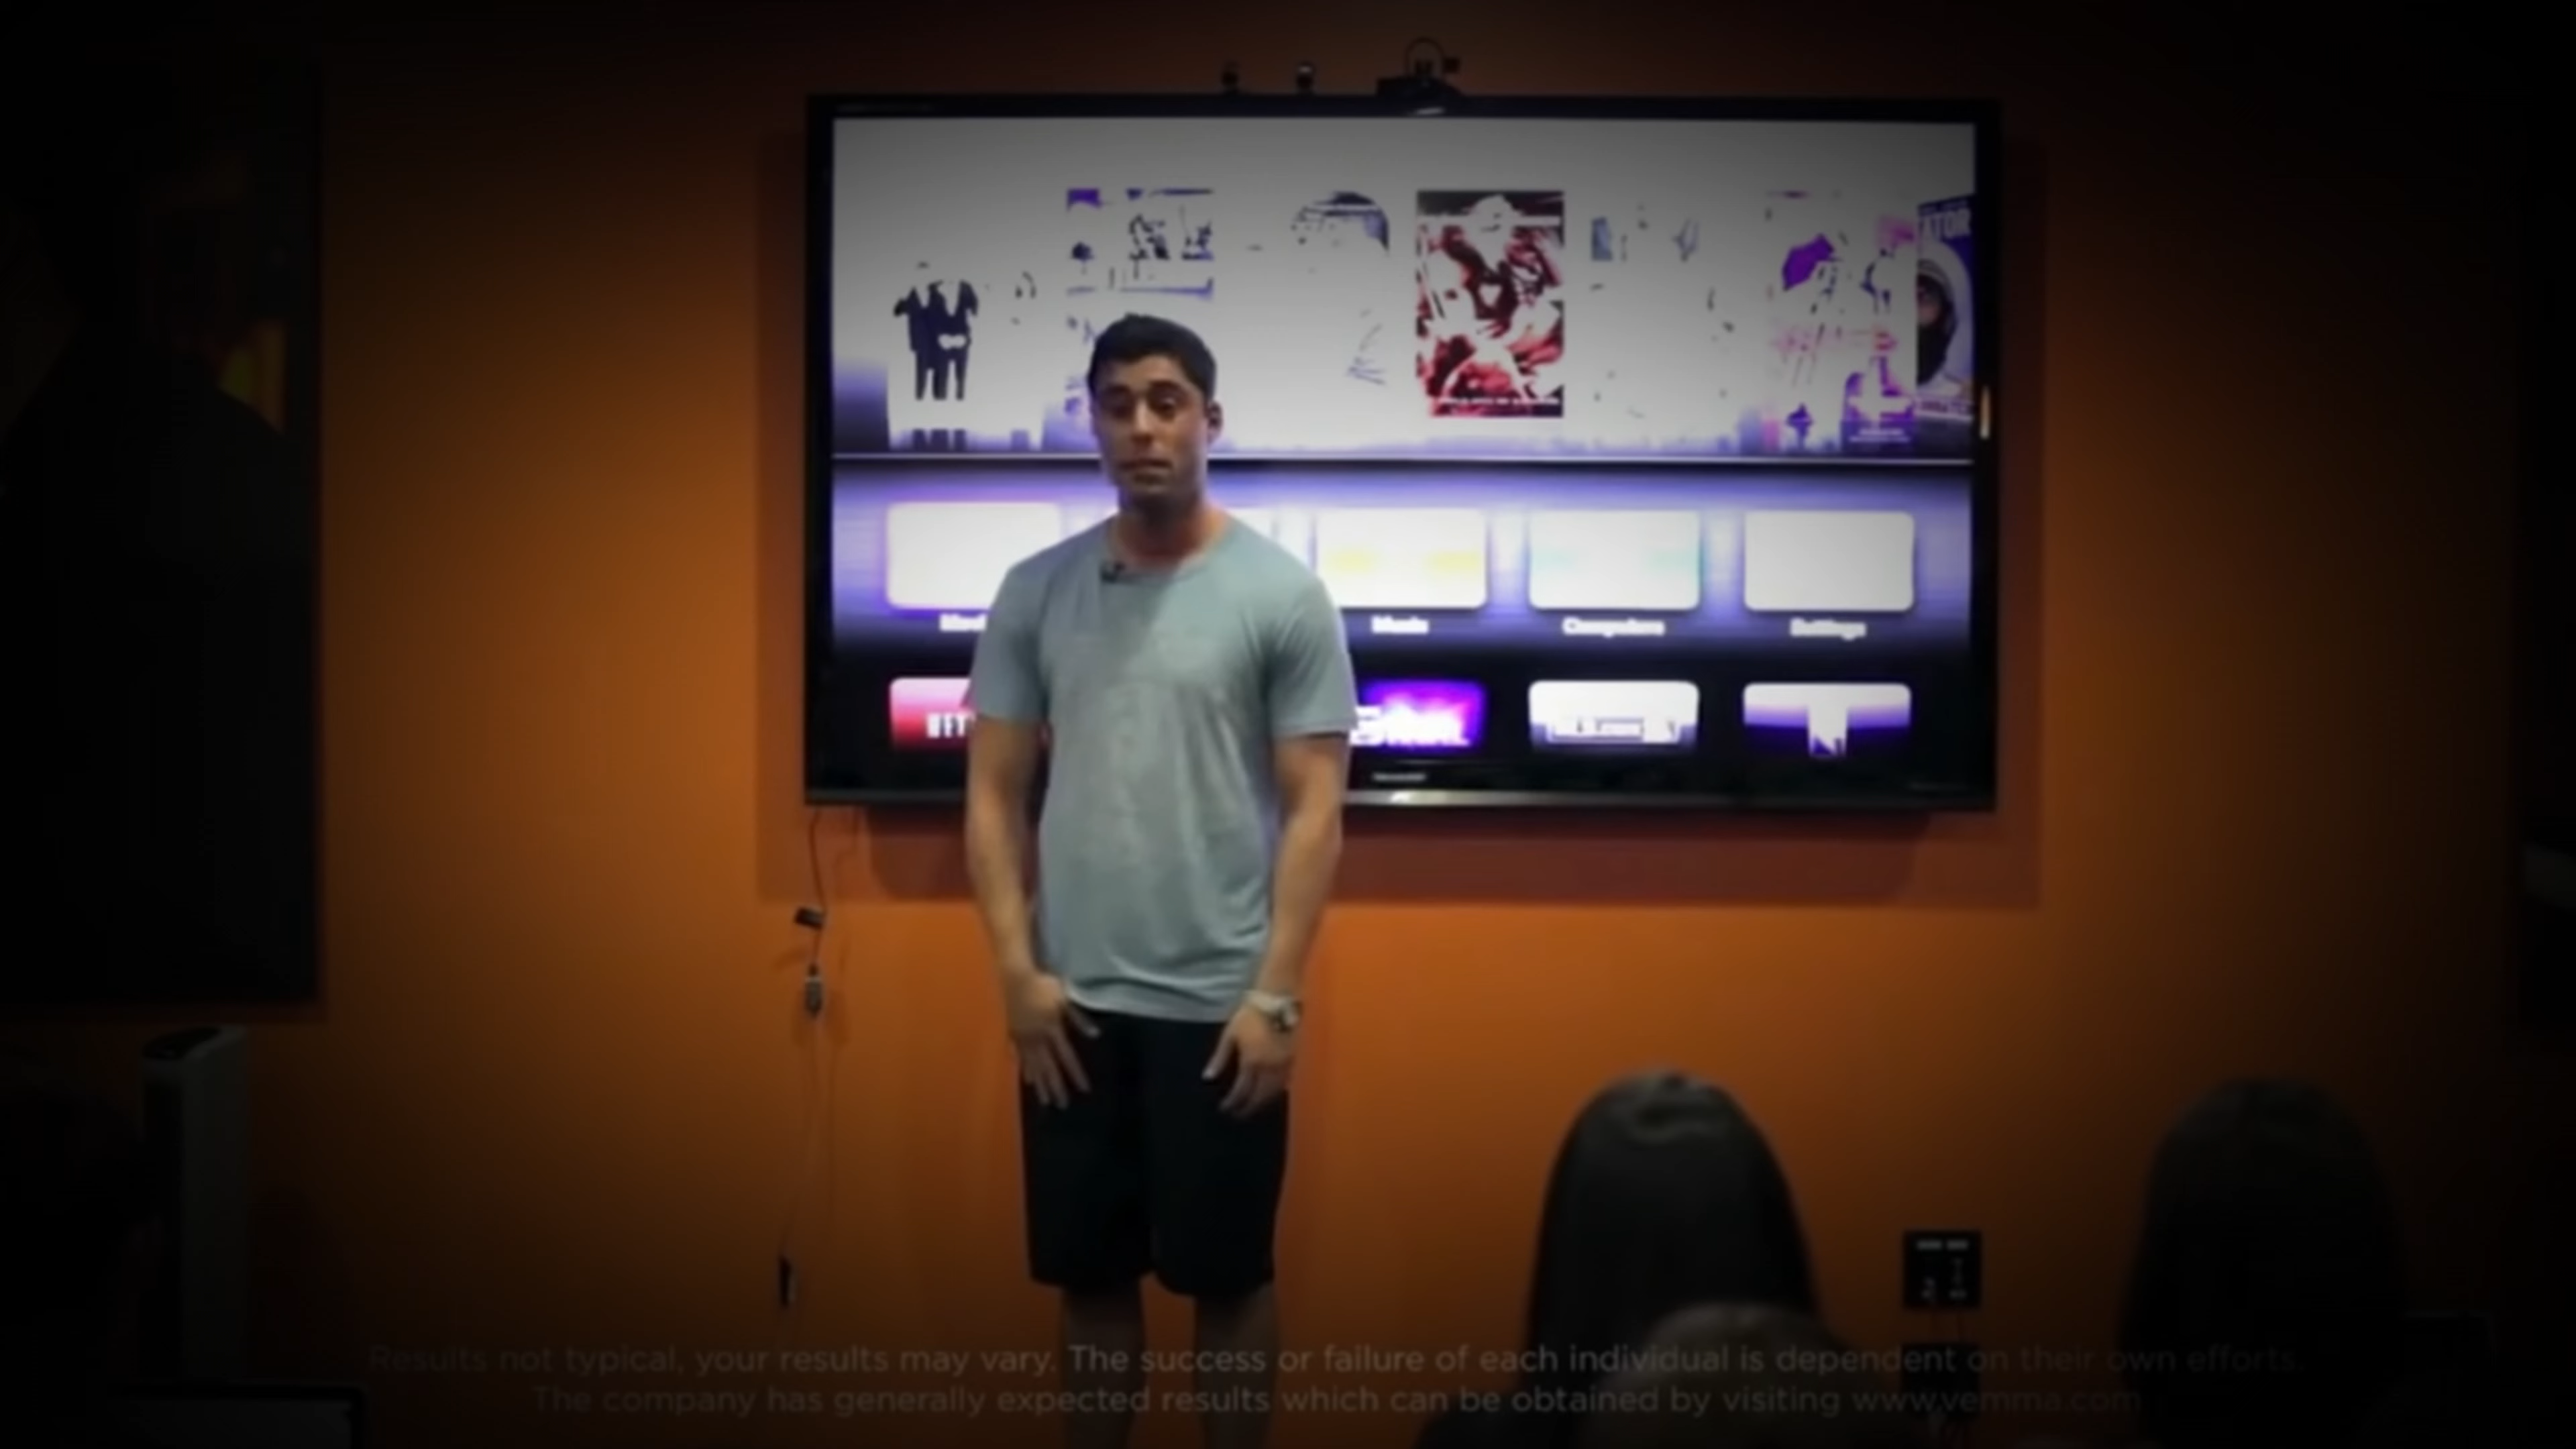 ATOR
Music
Computers
Settings
Results not typical, your results may vary. The success or failure of each individual is dependent on their own efforts.
The company has generally expected results which can be obtained by visiting www.vemma.com